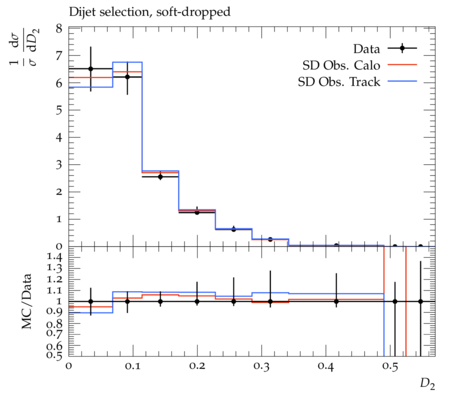 Dijet selection, soft-dropped
1/σ dσ/dD₂
8
7
6
5
4
3
2
1
0
Data
SD Obs. Calo
SD Obs. Track
MC/Data
1.4
1.3
1.2
1.1
1.0
0.9
0.8
0.7
0.6
0.5
0 0.1 0.2 0.3 0.4 0.5
D₂